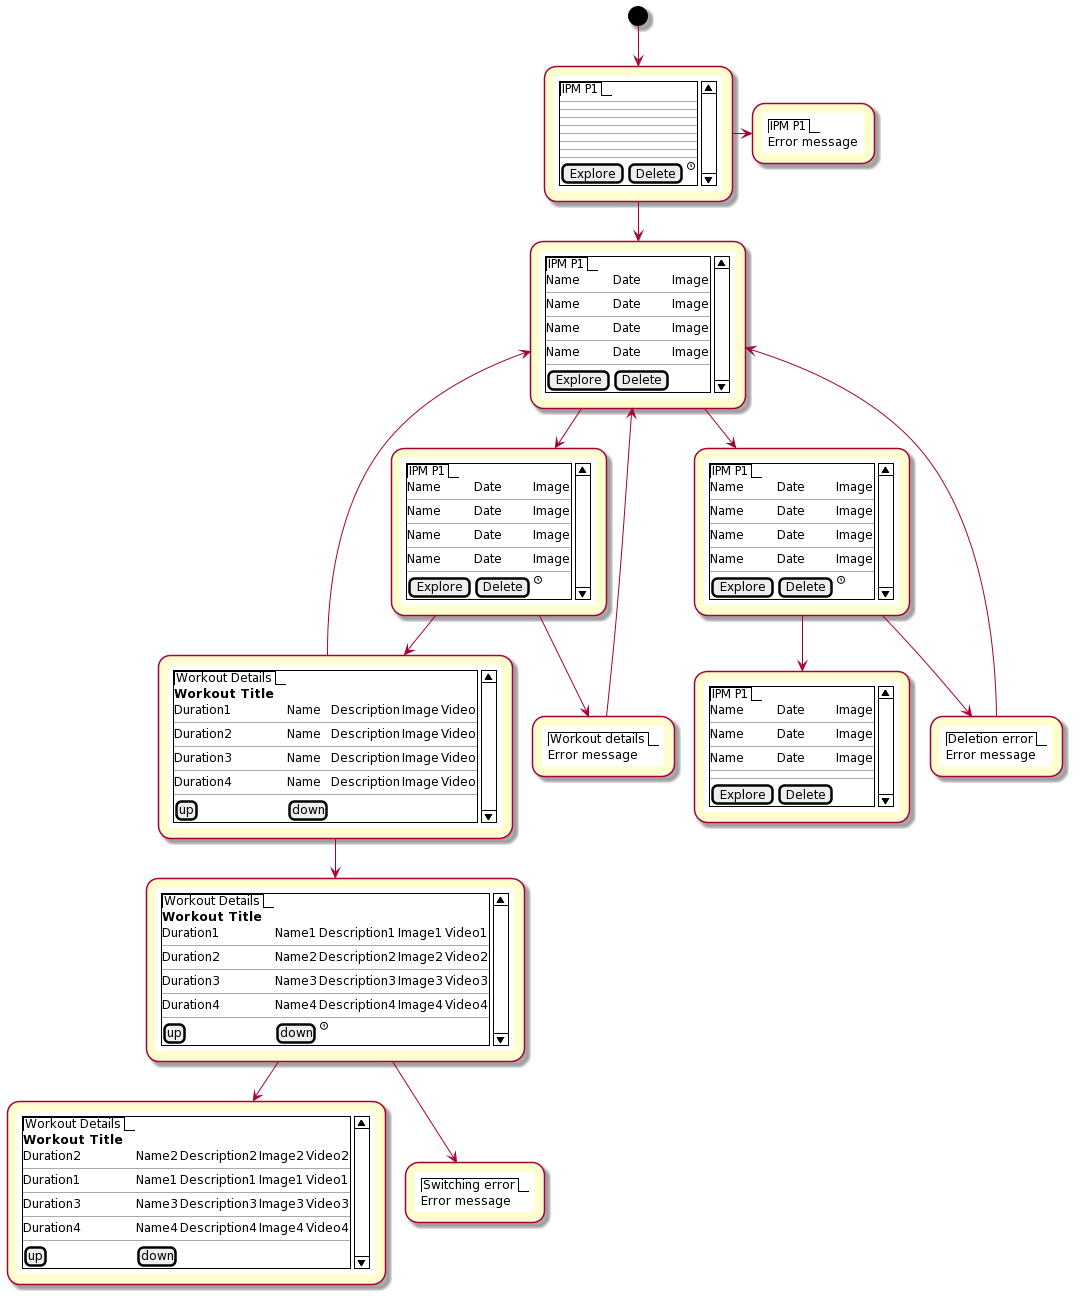 IPM P1
Explore Delete
IPM P1
Error message
IPM P1
Name Date Image
Name Date Image
Name Date Image
Name Date Image
Explore Delete
IPM P1
Name Date Image
Name Date Image
Name Date Image
Name Date Image
Explore Delete
IPM P1
Name Date Image
Name Date Image
Name Date Image
Name Date Image
Explore Delete
Workout Details
Workout Title
Duration1 Name Description Image Video
Duration2 Name Description Image Video
Duration3 Name Description Image Video
Duration4 Name Description Image Video
up down
Workout details
Error message
IPM P1
Name Date Image
Name Date Image
Name Date Image
Explore Delete
Deletion error
Error message
Workout Details
Workout Title
Duration1 Name1 Description1 Image1 Video1
Duration2 Name2 Description2 Image2 Video2
Duration3 Name3 Description3 Image3 Video3
Duration4 Name4 Description4 Image4 Video4
up down
Workout Details
Workout Title
Duration2 Name2 Description2 Image2 Video2
Duration1 Name1 Description1 Image1 Video1
Duration3 Name3 Description3 Image3 Video3
Duration4 Name4 Description4 Image4 Video4
up down
Switching error
Error message